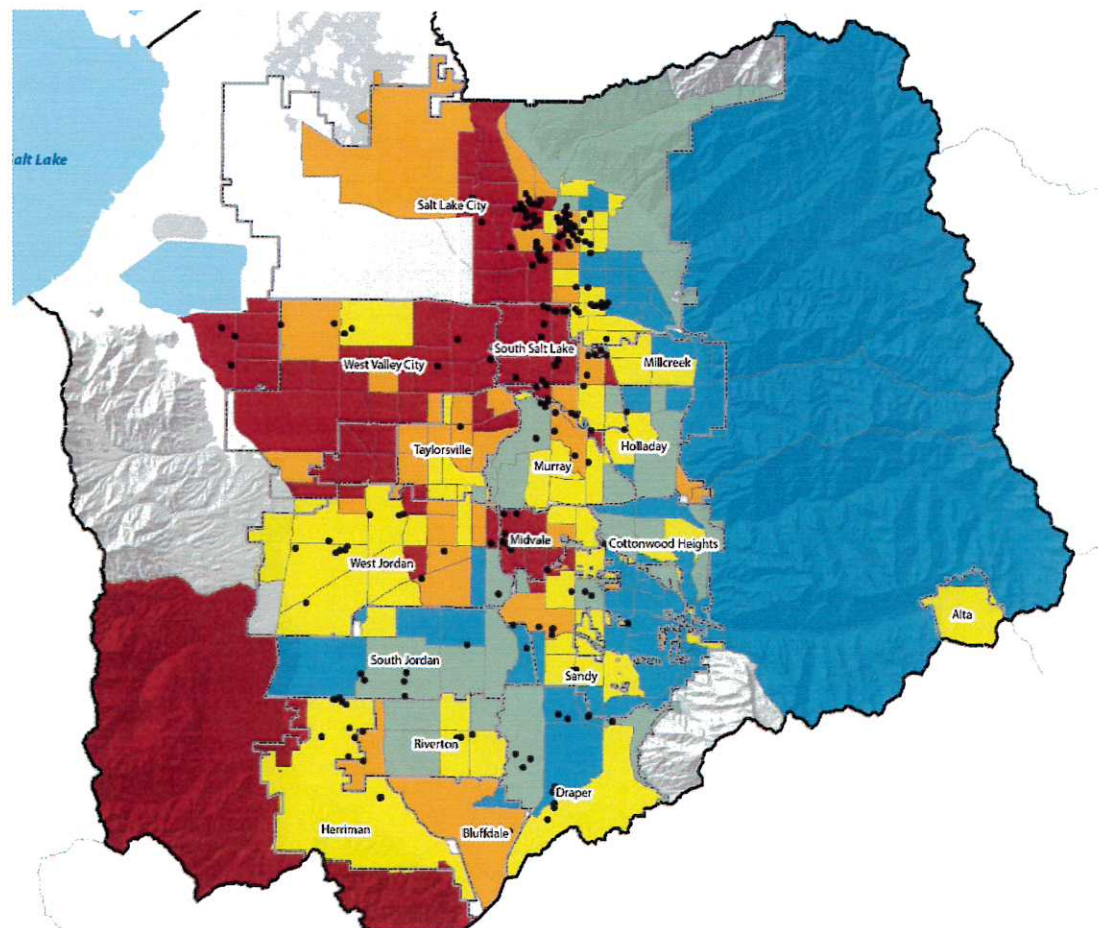 alt Lake
Salt Lake City
South Salt Lake
West Valley City
Millcreek
Taylorsville
Holladay
Murray
Midvale
Cottonwood Heights
West Jordan
Alta
South Jordan
Sandy
Riverton
Draper
Herriman
Bluffdale